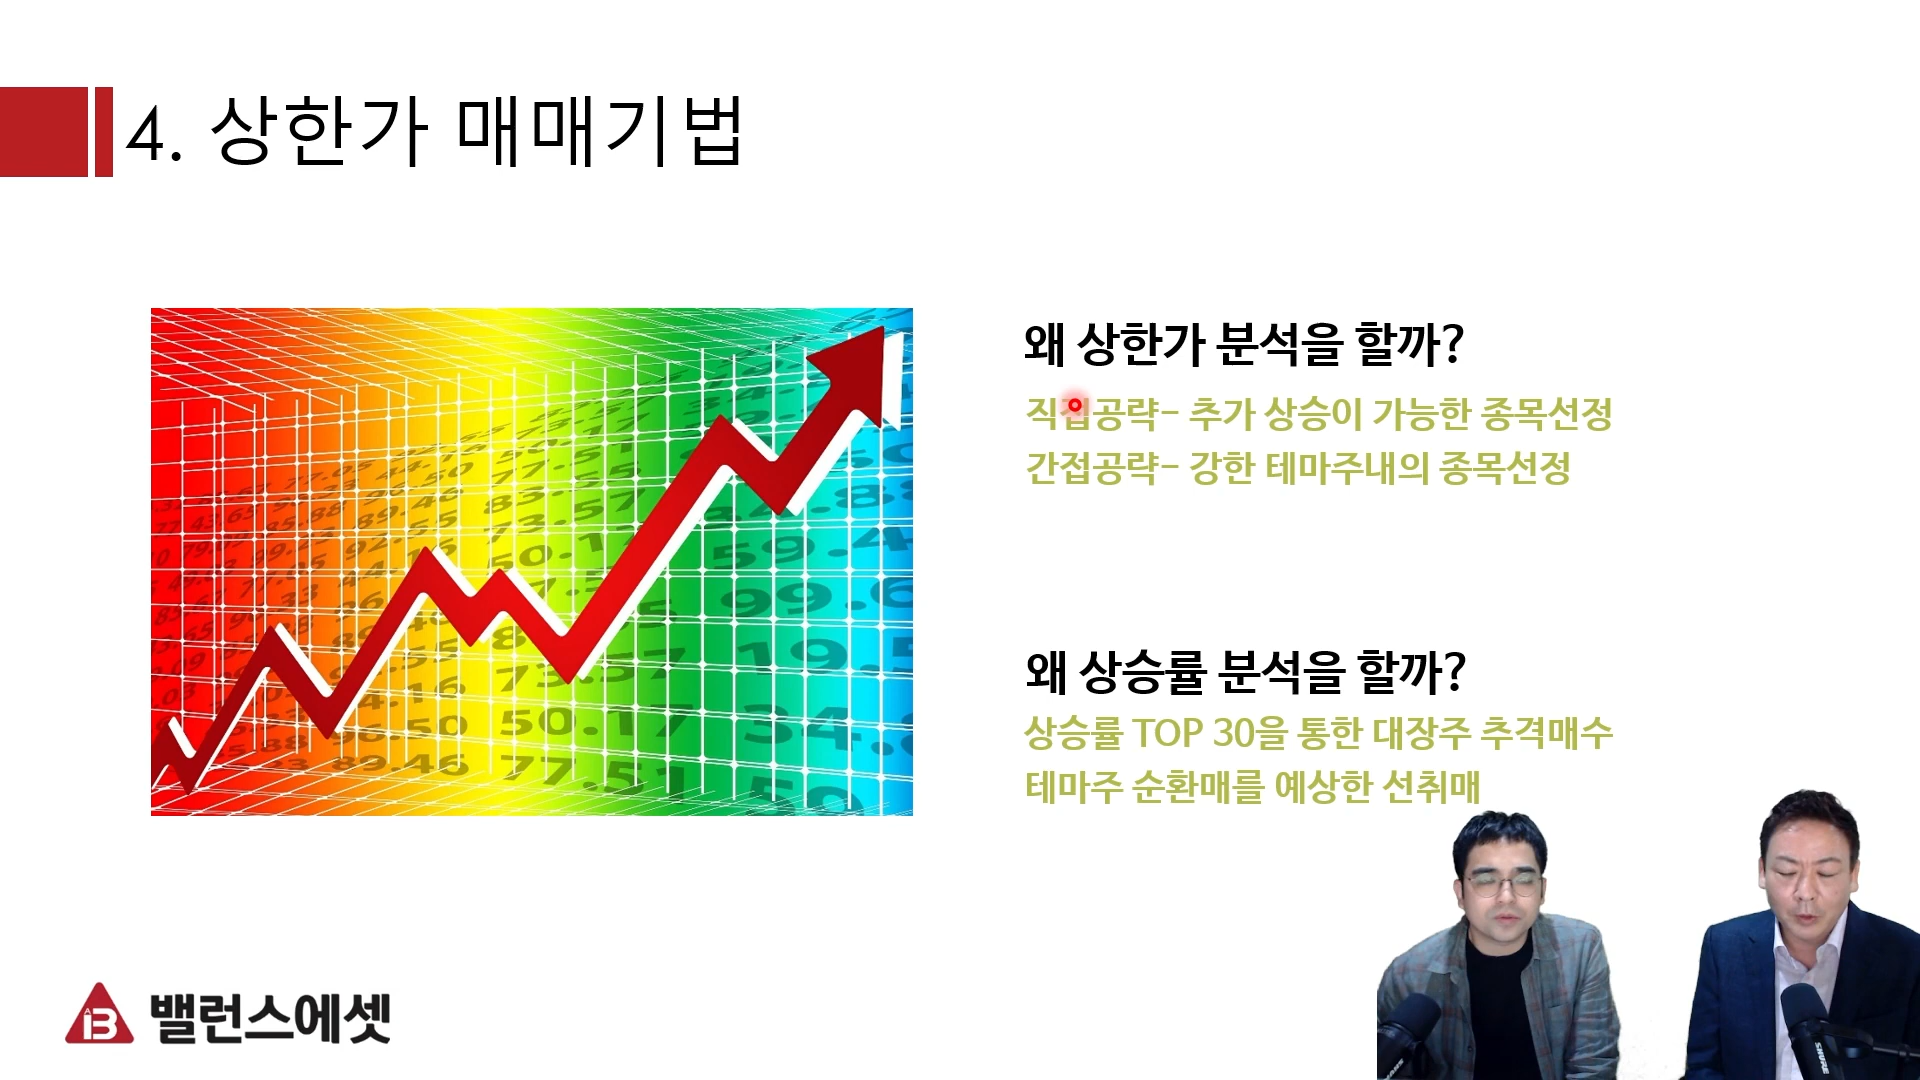 4. 상한가 매매기법
왜 상한가 분석을 할까?
직접공략- 추가 상승이 가능한 종목선정
간접공략- 강한 테마주내의 종목선정
왜 상승률 분석을 할까?
상승률 TOP 30을 통한 대장주 추격매수
테마주 순환매를 예상한 선취매
밸런스에셋
SHURE